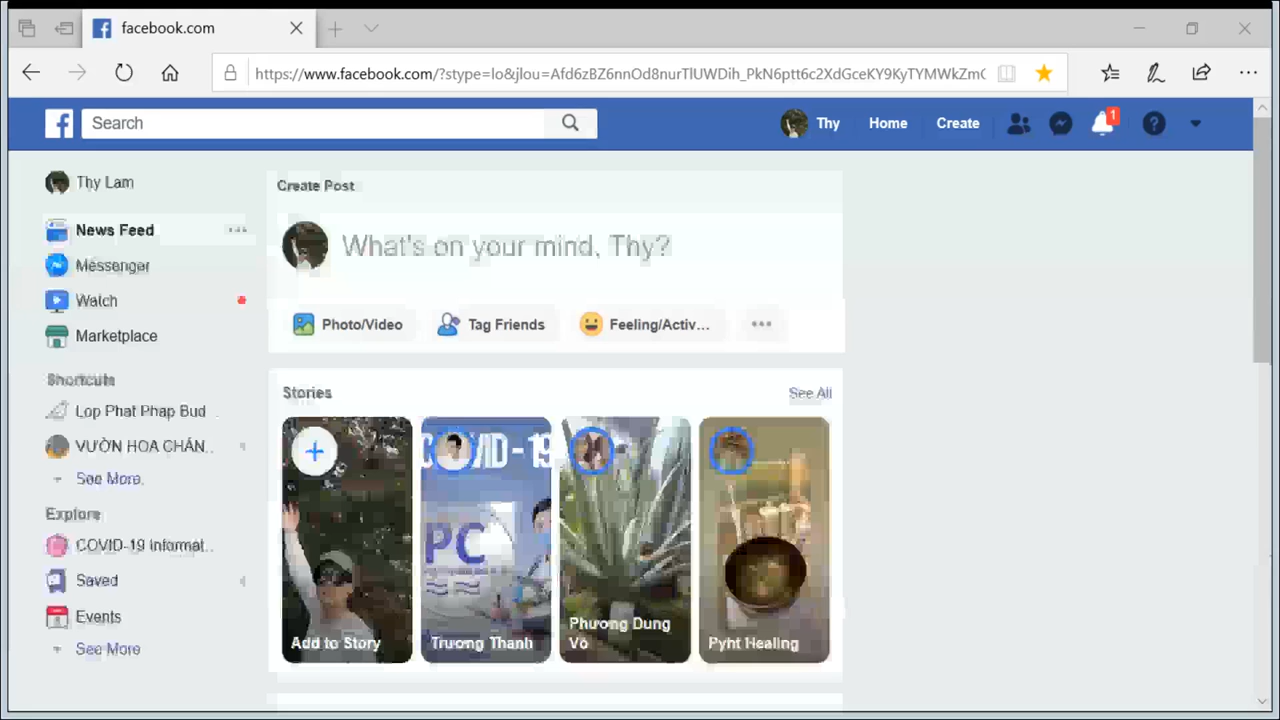 facebook.com
https://www.facebook.com/?stype=lo&jlou=Afd6zBZ6nnOd8nurTlUWDih_PkN6ptt6c2XdGceKY9KyTYMWkZm
Search
Thy
Home
Create
1
Thy Lam
News Feed
Messenger
Watch
Marketplace
Shortcuts
Lop Phat Phap Bud
VƯỜN HOA CHÁN...
See More
Explore
COVID-19 Informat...
Saved
Events
See More
Create Post
What's on your mind, Thy?
Photo/Video
Tag Friends
Feeling/Activ...
Stories
See All
COVID-19
PC
Add to Story
Truong Thanh
Phương Dung
Vo
Pyht Healing